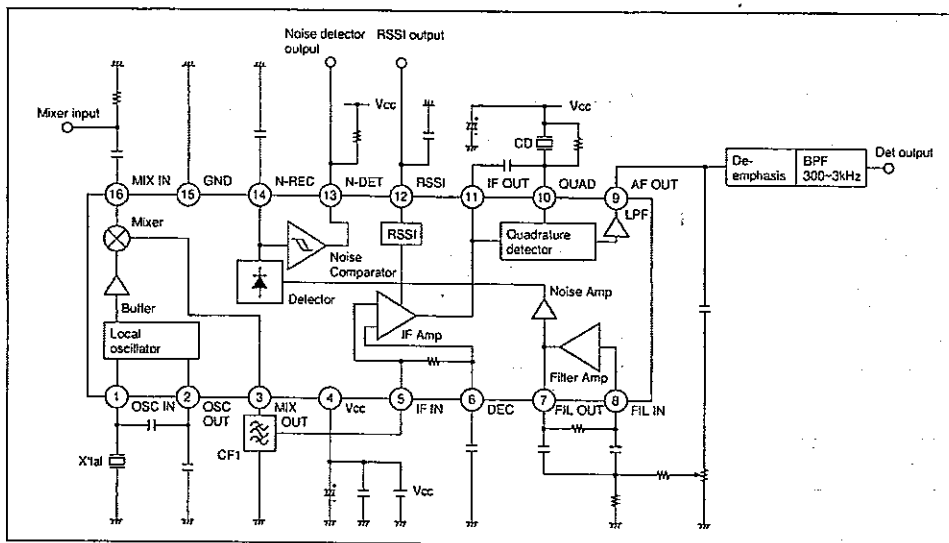 Noise detector output
RSSI output
Vcc
Vcc
Mixer input
CD
De-emphasis
BPF 300~3kHz
Det output
16 MIX IN
15 GND
14 N-REC
13 N-DET
12 RSSI
11 IF OUT
10 QUAD
9 AF OUT
LPF
Mixer
RSSI
Quadrature detector
Noise Comparator
Detector
Noise Amp
Buffer
IF Amp
Local oscillator
Filter Amp
1 OSC IN
2 OSC OUT
3 MIX OUT
4 Vcc
5 IF IN
6 DEC
7 FIL OUT
8 FIL IN
X'tal
CF1
Vcc